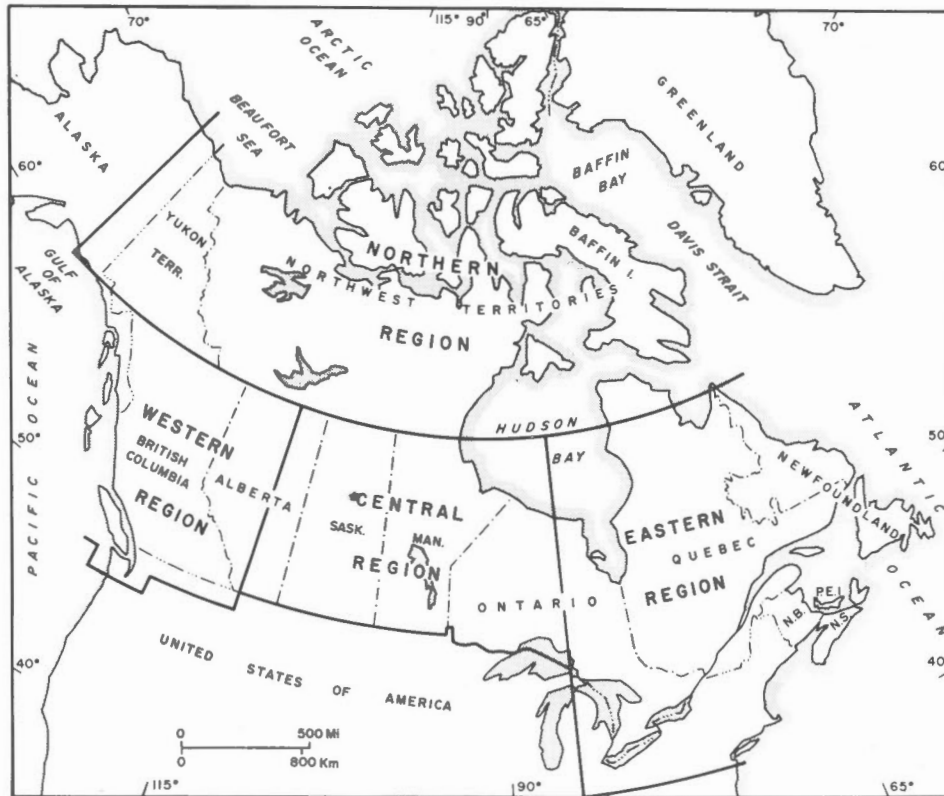 70° 115° 90° 65° 70°
ARCTIC
OCEAN
GREENLAND
ALASKA
BEAUFORT
SEA
60° 60°
BAFFIN
BAY
YUKON
TERR.
NORTHERN
BAFFIN I.
DAVIS STRAIT
GULF
OF
ALASKA
NORTHWEST TERRITORIES
REGION
PACIFIC OCEAN
ATLANTIC
OCEAN
50° 50°
HUDSON
BAY
WESTERN
BRITISH
COLUMBIA
ALBERTA
REGION
NEWFOUNDLAND
CENTRAL
SASK. MAN.
REGION
EASTERN
QUEBEC
REGION
ONTARIO
P.E.I.
N.B. N.S.
40° 40°
UNITED STATES OF AMERICA
0 500 Mi
0 800 Km
115° 90° 65°